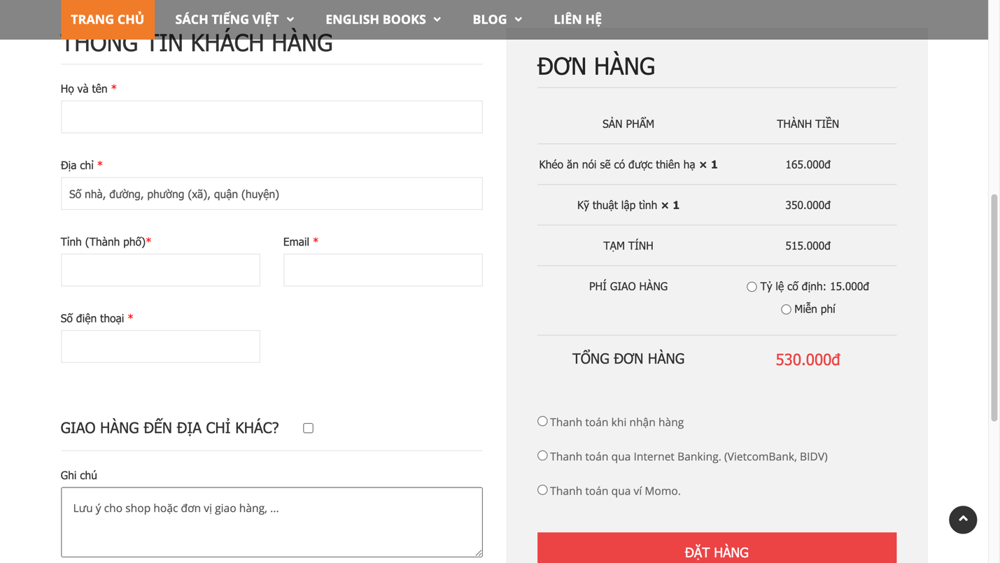 TRANG CHỦ SÁCH TIẾNG VIỆT ENGLISH BOOKS BLOG LIÊN HỆ
THÔNG TIN KHÁCH HÀNG
Họ và tên *
Địa chỉ *
Số nhà, đường, phường (xã), quận (huyện)
Tỉnh (Thành phố)* Email *
Số điện thoại *
GIAO HÀNG ĐẾN ĐỊA CHỈ KHÁC?
Ghi chú
Lưu ý cho shop hoặc đơn vị giao hàng, ...
ĐƠN HÀNG
SẢN PHẨM THÀNH TIỀN
Khéo ăn nói sẽ có được thiên hạ × 1 165.000đ
Kỹ thuật lập tình × 1 350.000đ
TẠM TÍNH 515.000đ
PHÍ GIAO HÀNG Tỷ lệ cố định: 15.000đ
Miễn phí
TỔNG ĐƠN HÀNG 530.000đ
Thanh toán khi nhận hàng
Thanh toán qua Internet Banking. (VietcomBank, BIDV)
Thanh toán qua ví Momo.
ĐẶT HÀNG